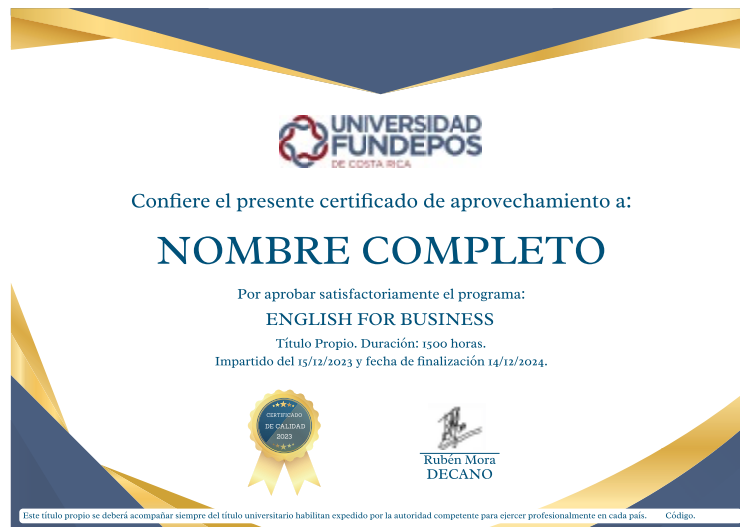 UNIVERSIDAD
FUNDEPOS
DE COSTA RICA
Confiere el presente certificado de aprovechamiento a:
NOMBRE COMPLETO
Por aprobar satisfactoriamente el programa:
ENGLISH FOR BUSINESS
Título Propio. Duración: 1500 horas.
Impartido del 15/12/2023 y fecha de finalización 14/12/2024.
CERTIFICADO
DE CALIDAD
2023
Rubén Mora
DECANO
Este título propio se deberá acompañar siempre del título universitario habilitan expedido por la autoridad competente para ejercer profesionalmente en cada país. Código.